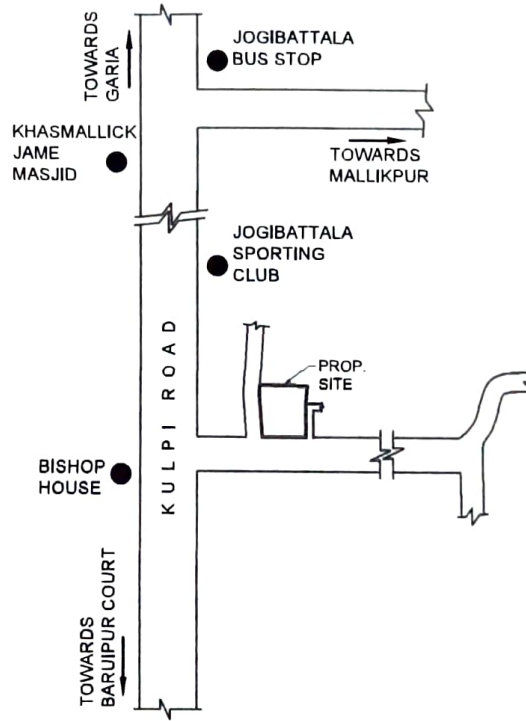 TOWARDS
GARIA
JOGIBATTALA
BUS STOP
KHASMALLICK
JAME
MASJID
TOWARDS
MALLIKPUR
JOGIBATTALA
SPORTING
CLUB
PROP.
SITE
KULPI ROAD
BISHOP
HOUSE
TOWARDS
BARUIPUR COURT